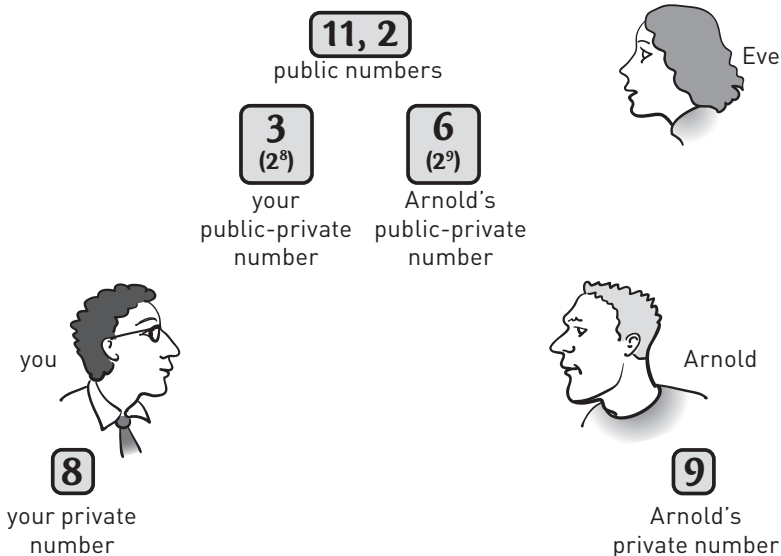 11, 2
public numbers
Eve
3
(2⁸)
your
public-private
number
6
(2⁹)
Arnold's
public-private
number
you
Arnold
8
your private
number
9
Arnold's
private number